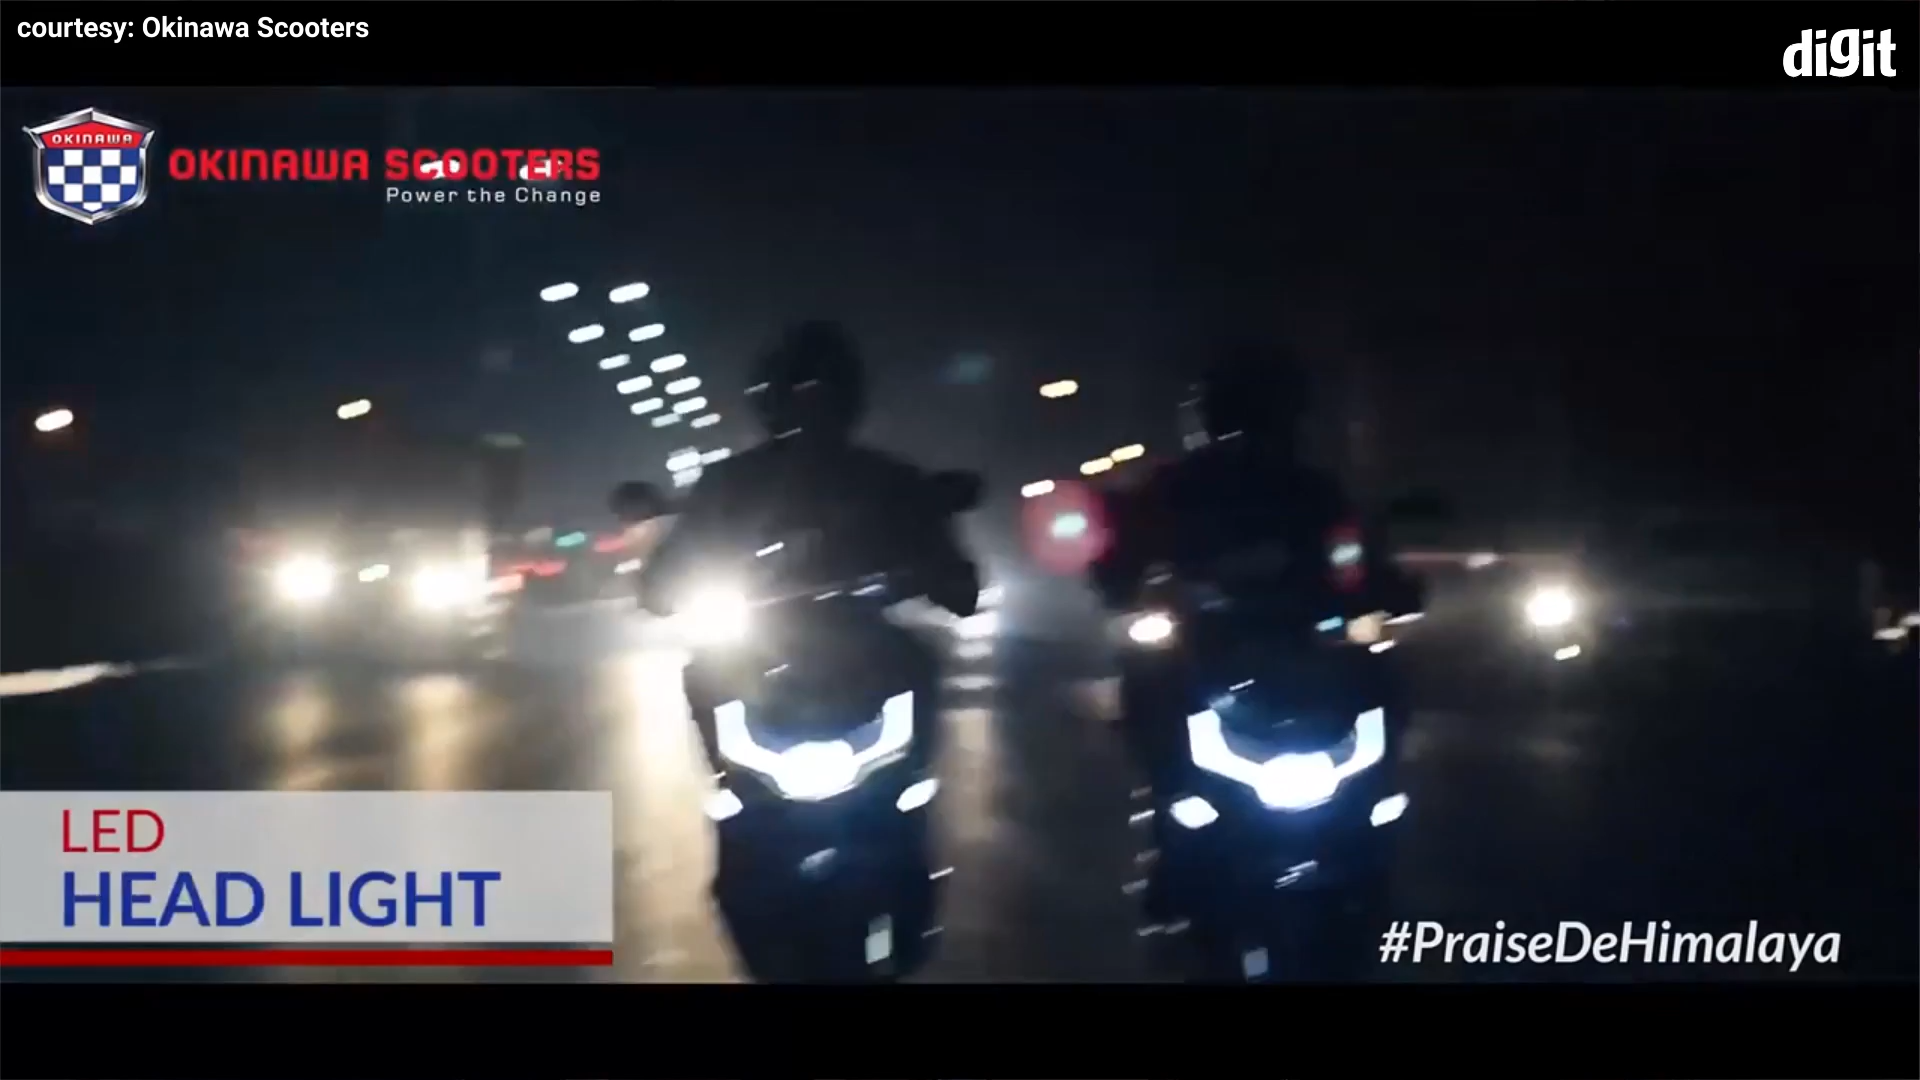 courtesy: Okinawa Scooters
digit
OKINAWA
OKINAWA SCOOTERS
Power the Change
LED
HEAD LIGHT
#PraiseDeHimalaya